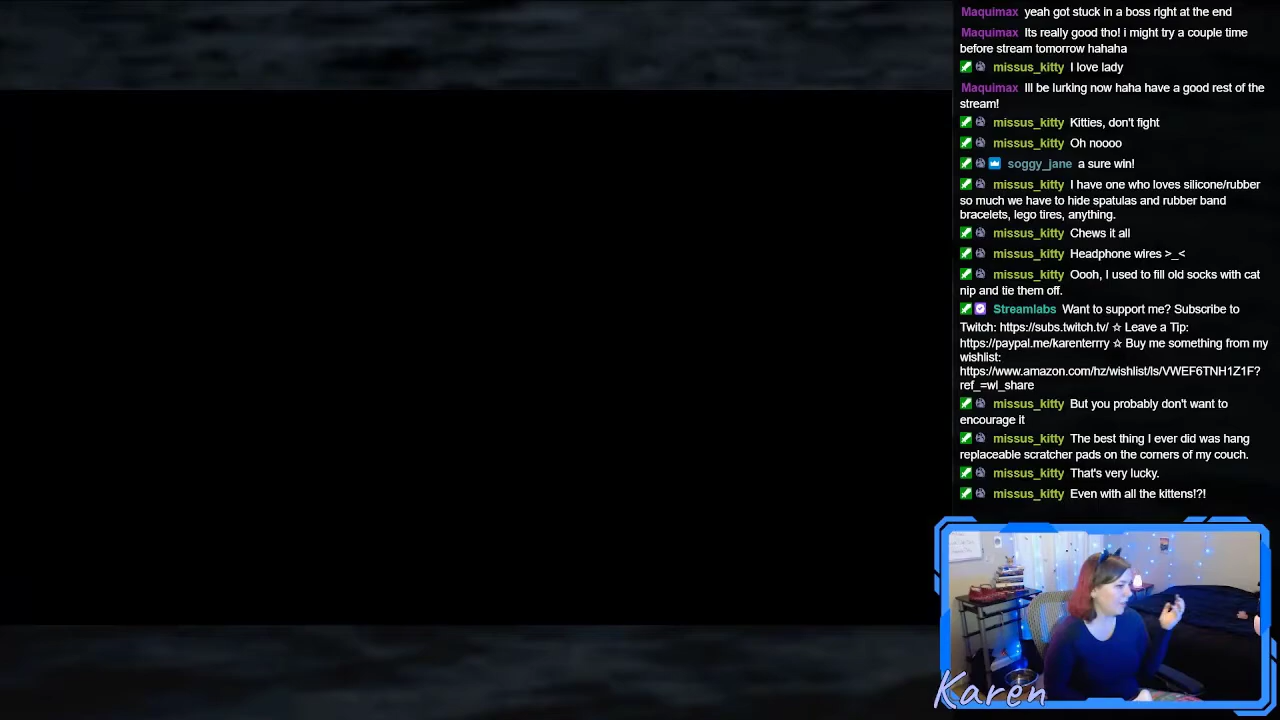 Maquimax yeah got stuck in a boss right at the end
Maquimax Its really good tho! i might try a couple time
before stream tomorrow hahaha
missus_kitty I love lady
Maquimax Ill be lurking now haha have a good rest of the
stream!
missus_kitty Kitties, don't fight
missus_kitty Oh noooo
soggy_jane a sure win!
missus_kitty I have one who loves silicone/rubber
so much we have to hide spatulas and rubber band
bracelets, lego tires, anything.
missus_kitty Chews it all
missus_kitty Headphone wires >_<
missus_kitty Oooh, I used to fill old socks with cat
nip and tie them off.
Streamlabs Want to support me? Subscribe to
Twitch: https://subs.twitch.tv/ ☆ Leave a Tip:
https://paypal.me/karenterrry ☆ Buy me something from my
wishlist:
https://www.amazon.com/hz/wishlist/ls/VWEF6TNH1Z1F?
ref_=wl_share
missus_kitty But you probably don't want to
encourage it
missus_kitty The best thing I ever did was hang
replaceable scratcher pads on the corners of my couch.
missus_kitty That's very lucky.
missus_kitty Even with all the kittens!?!
Karen